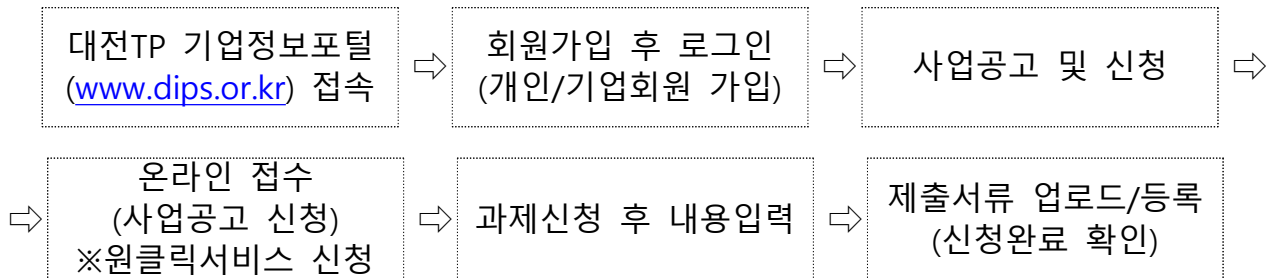 대전TP 기업정보포털
(www.dips.or.kr) 접속
회원가입 후 로그인
(개인/기업회원 가입)
사업공고 및 신청
온라인 접수
(사업공고 신청)
※원클릭서비스 신청
과제신청 후 내용입력
제출서류 업로드/등록
(신청완료 확인)